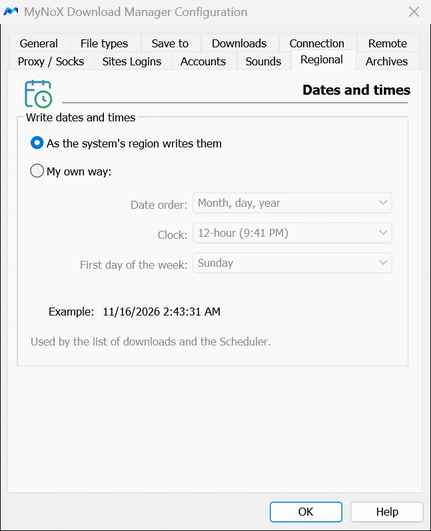 MyNoX Download Manager Configuration
General File types Save to Downloads Connection Remote
Proxy / Socks Sites Logins Accounts Sounds Regional Archives
Dates and times
Write dates and times
As the system's region writes them
My own way:
Date order: Month, day, year
Clock: 12-hour (9:41 PM)
First day of the week: Sunday
Example: 11/16/2026 2:43:31 AM
Used by the list of downloads and the Scheduler.
OK Help